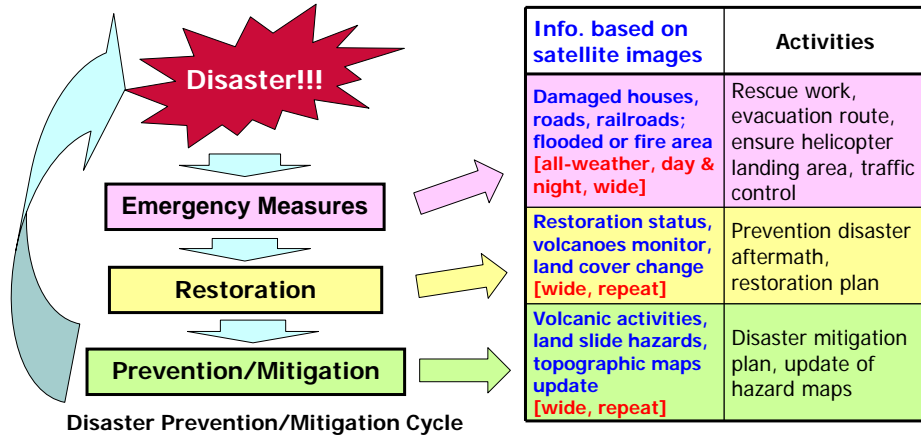 Disaster!!!
Emergency Measures
Restoration
Prevention/Mitigation
Disaster Prevention/Mitigation Cycle
Info. based on
satellite images
Activities
Damaged houses,
roads, railroads;
flooded or fire area
[all-weather, day &
night, wide]
Rescue work,
evacuation route,
ensure helicopter
landing area, traffic
control
Restoration status,
volcanoes monitor,
land cover change
[wide, repeat]
Prevention disaster
aftermath,
restoration plan
Volcanic activities,
land slide hazards,
topographic maps
update
[wide, repeat]
Disaster mitigation
plan, update of
hazard maps